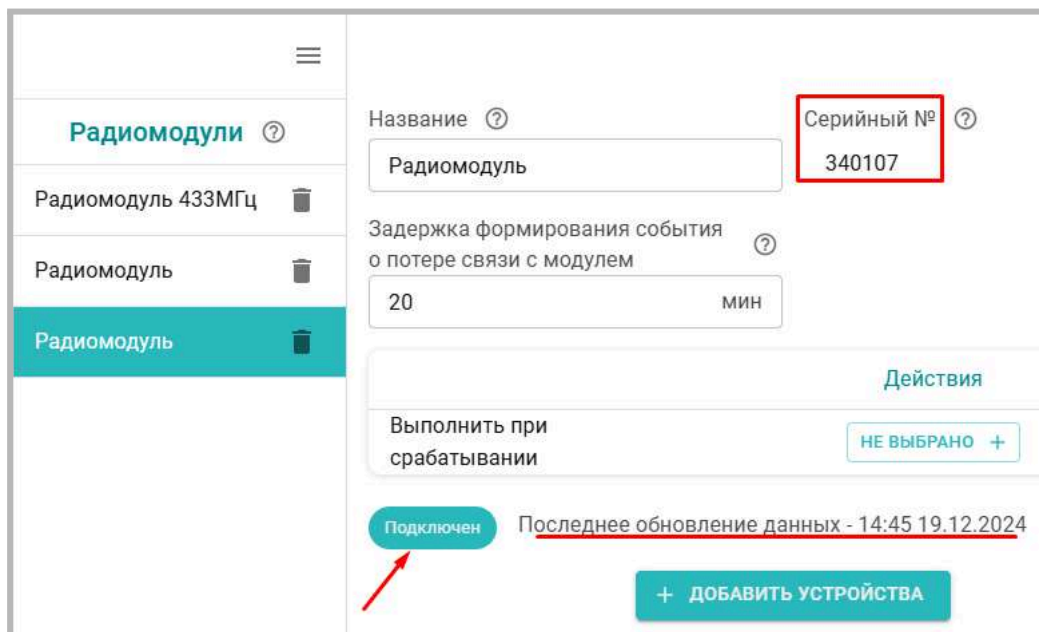 Радиомодули
Радиомодуль 433МГц
Радиомодуль
Радиомодуль
Название
Серийный №
Радиомодуль
340107
Задержка формирования события
о потере связи с модулем
20 мин
Действия
Выполнить при
срабатывании
НЕ ВЫБРАНО +
Подключен
Последнее обновление данных - 14:45 19.12.2024
+ ДОБАВИТЬ УСТРОЙСТВА